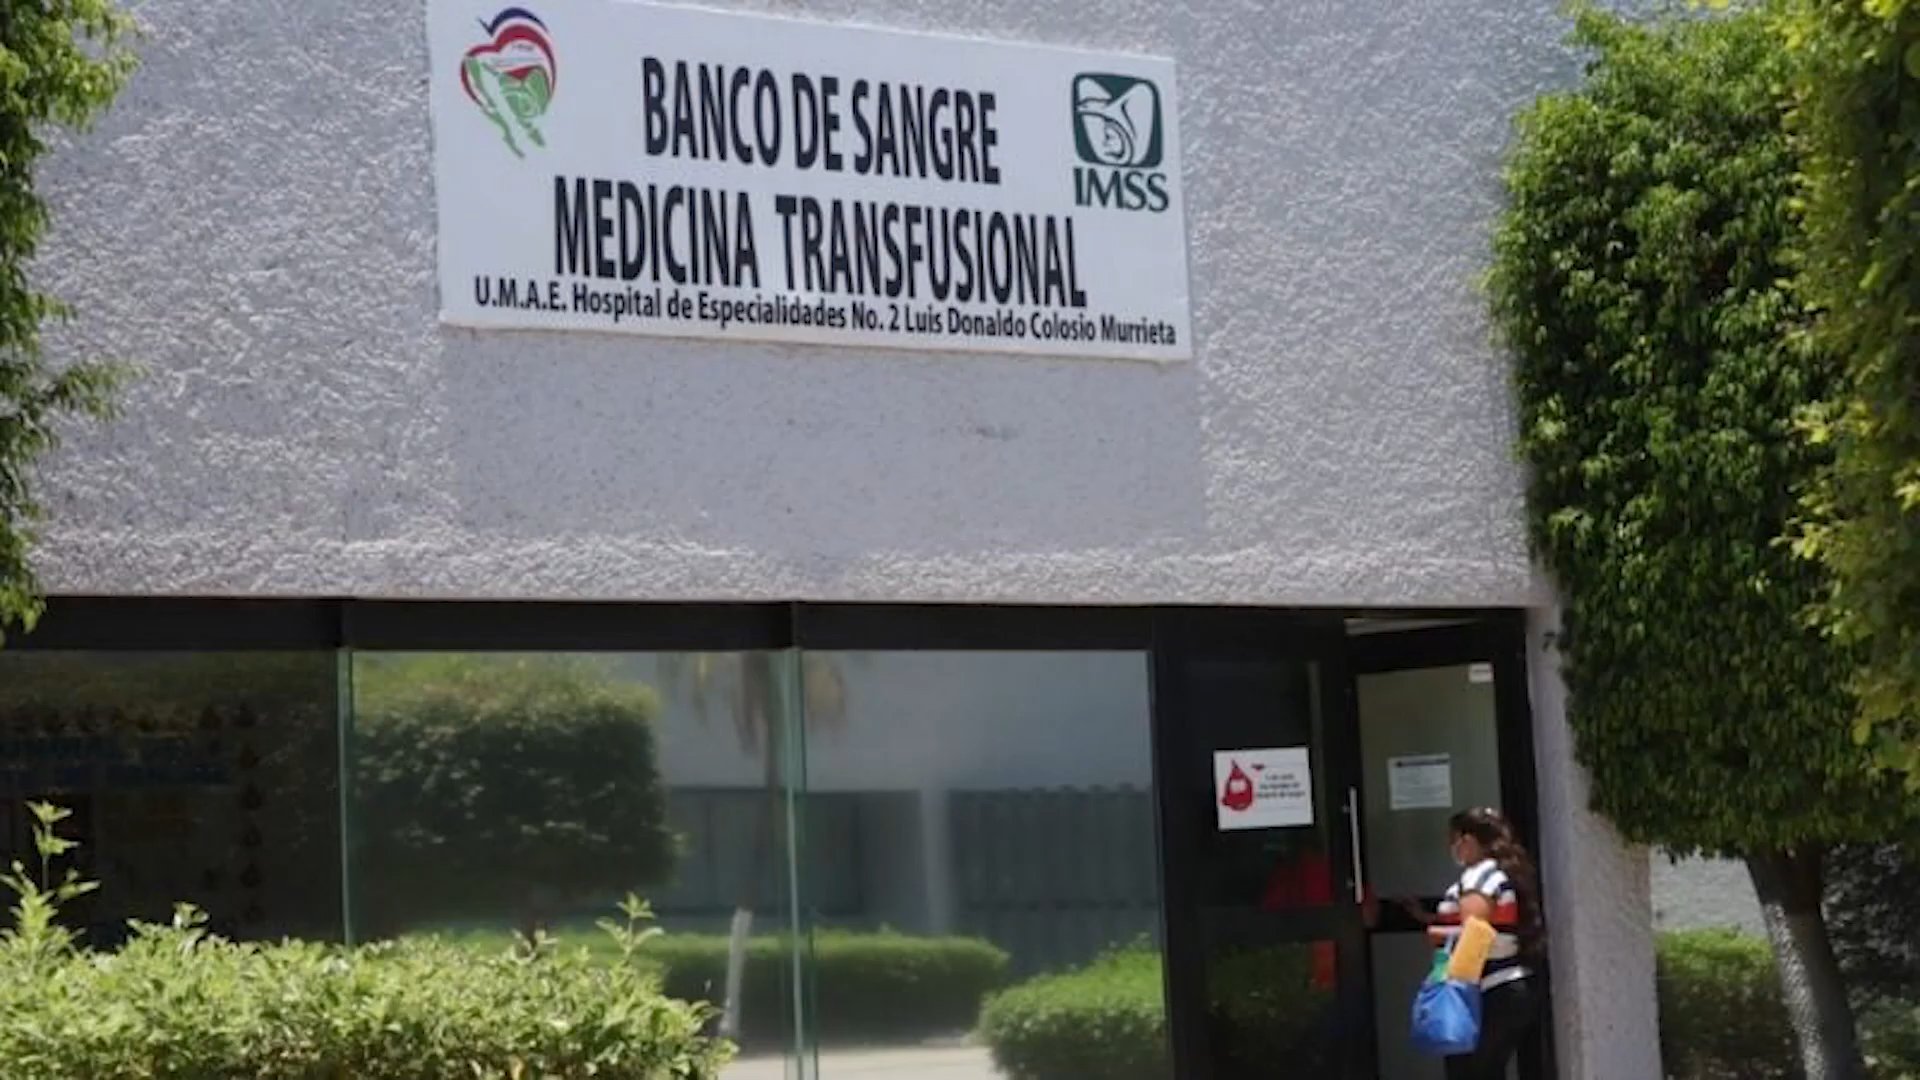 BANCO DE SANGRE
IMSS
MEDICINA TRANSFUSIONAL
U.M.A.E. Hospital de Especialidades No. 2 Luis Donaldo Colosio Murrieta